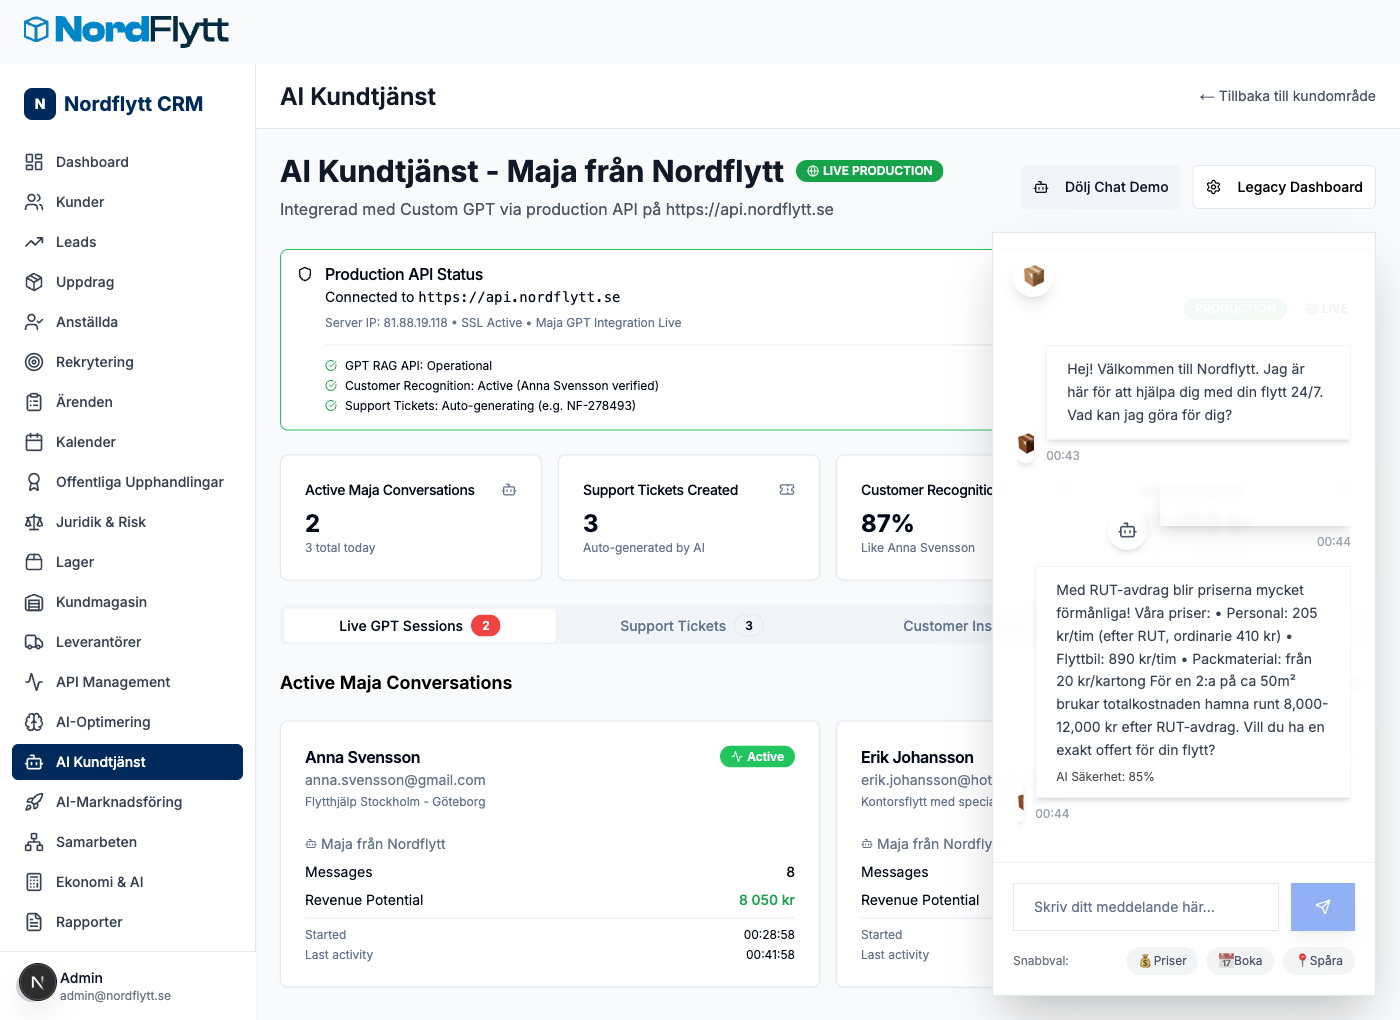 NordFlytt
N Nordflytt CRM
Dashboard
Kunder
Leads
Uppdrag
Anställda
Rekrytering
Ärenden
Kalender
Offentliga Upphandlingar
Juridik & Risk
Lager
Kundmagasin
Leverantörer
API Management
AI-Optimering
AI Kundtjänst
AI-Marknadsföring
Samarbeten
Ekonomi & AI
Rapporter
N Admin
admin@nordflytt.se
AI Kundtjänst
← Tillbaka till kundområde
AI Kundtjänst - Maja från Nordflytt
LIVE PRODUCTION
Integrerad med Custom GPT via production API på https://api.nordflytt.se
Dölj Chat Demo
Legacy Dashboard
Production API Status
Connected to https://api.nordflytt.se
Server IP: 81.88.19.118 • SSL Active • Maja GPT Integration Live
GPT RAG API: Operational
Customer Recognition: Active (Anna Svensson verified)
Support Tickets: Auto-generating (e.g. NF-278493)
Active Maja Conversations
2
3 total today
Support Tickets Created
3
Auto-generated by AI
Customer Recognitio
87%
Like Anna Svensson
Live GPT Sessions 2
Support Tickets 3
Customer Ins
Active Maja Conversations
Anna Svensson
Active
anna.svensson@gmail.com
Flytthjälp Stockholm - Göteborg
Maja från Nordflytt
Messages 8
Revenue Potential 8 050 kr
Started 00:28:58
Last activity 00:41:58
Erik Johansson
erik.johansson@hot
Kontorsflytt med specia
Maja från Nordfly
Messages
Revenue Potential
Started
Last activity
PRODUCTION
LIVE
Hej! Välkommen till Nordflytt. Jag är
här för att hjälpa dig med din flytt 24/7.
Vad kan jag göra för dig?
00:43
00:44
Med RUT-avdrag blir priserna mycket
förmånliga! Våra priser: • Personal: 205
kr/tim (efter RUT, ordinarie 410 kr) •
Flyttbil: 890 kr/tim • Packmaterial: från
20 kr/kartong För en 2:a på ca 50m²
brukar totalkostnaden hamna runt 8,000-
12,000 kr efter RUT-avdrag. Vill du ha en
exakt offert för din flytt?
AI Säkerhet: 85%
00:44
Skriv ditt meddelande här...
Snabbval:
Priser
Boka
Spåra